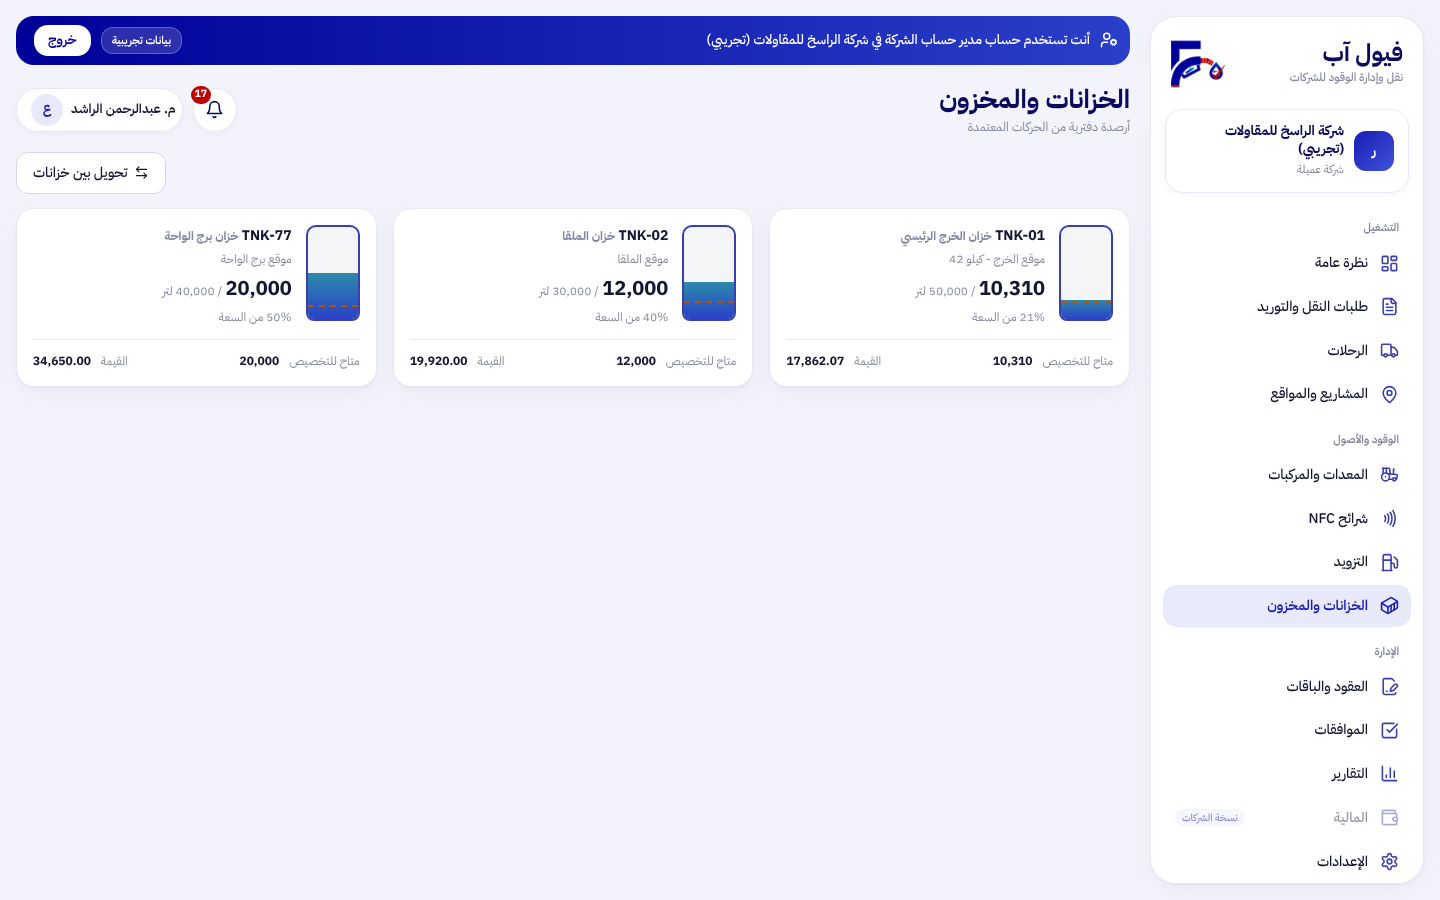 فيول آب
نقل وإدارة الوقود للشركات
ر
شركة الراسخ للمقاولات (تجريبي)
شركة عميلة
التشغيل
نظرة عامة
طلبات النقل والتوريد
الرحلات
المشاريع والمواقع
الوقود والأصول
المعدات والمركبات
شرائح NFC
التزويد
الخزانات والمخزون
الإدارة
العقود والباقات
الموافقات
التقارير
المالية
نسخة الشركات
الإعدادات
أنت تستخدم حساب مدير حساب الشركة في شركة الراسخ للمقاولات (تجريبي)
بيانات تجريبية
خروج
الخزانات والمخزون
أرصدة دفترية من الحركات المعتمدة
17
م. عبدالرحمن الراشد
ع
تحويل بين خزانات
TNK-01 خزان الخرج الرئيسي
موقع الخرج - كيلو 42
10,310 / 50,000 لتر
21% من السعة
متاح للتخصيص 10,310
القيمة 17,862.07
TNK-02 خزان الملقا
موقع الملقا
12,000 / 30,000 لتر
40% من السعة
متاح للتخصيص 12,000
القيمة 19,920.00
TNK-77 خزان برج الواحة
موقع برج الواحة
20,000 / 40,000 لتر
50% من السعة
متاح للتخصيص 20,000
القيمة 34,650.00